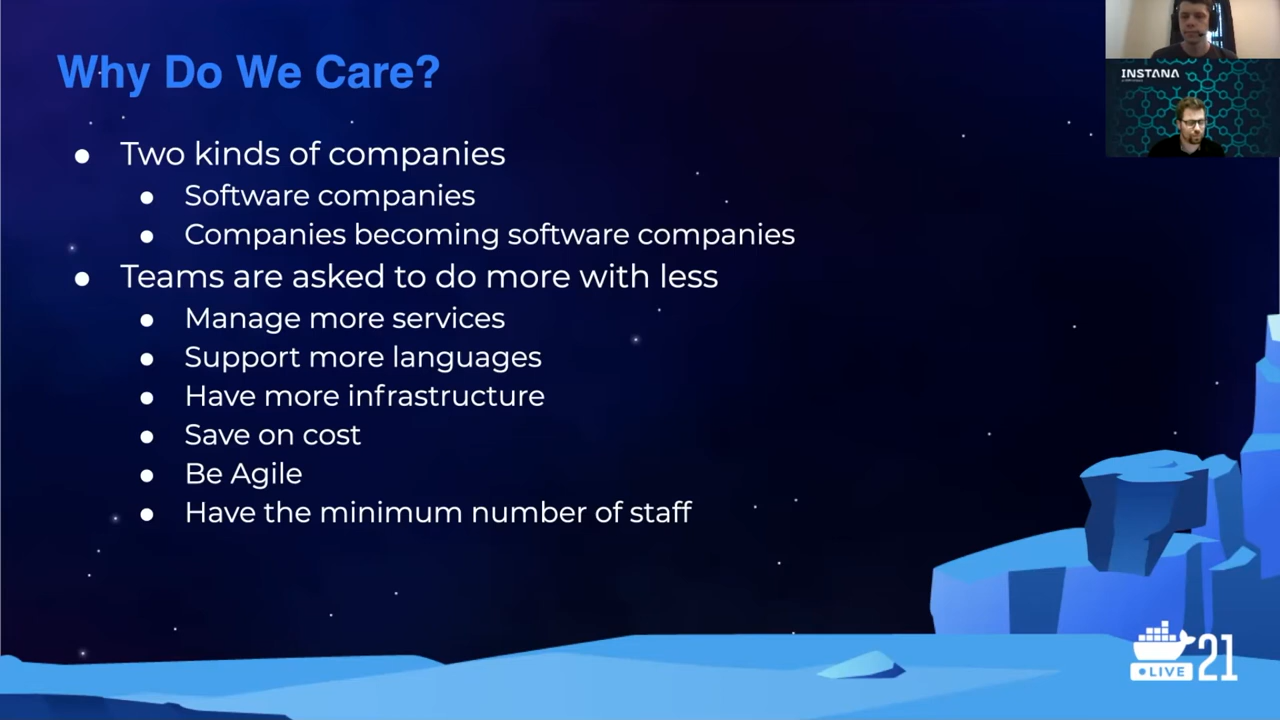 Why Do We Care?
INSTANA
● Two kinds of companies
● Software companies
● Companies becoming software companies
● Teams are asked to do more with less
● Manage more services
● Support more languages
● Have more infrastructure
● Save on cost
● Be Agile
● Have the minimum number of staff
● LIVE 21